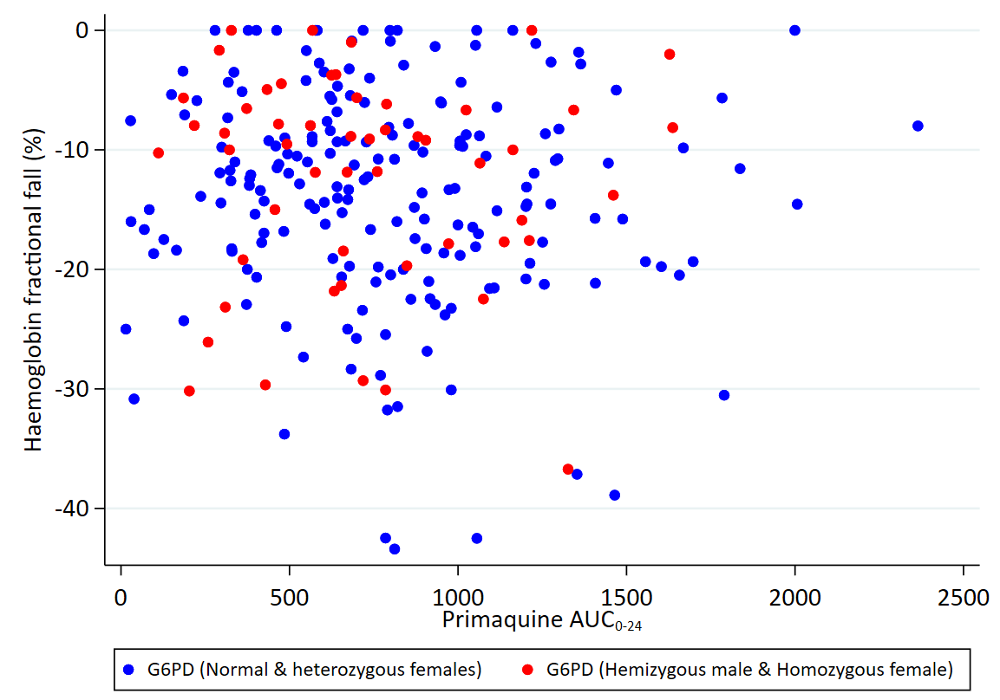 Haemoglobin fractional fall (%)
0
-10
-20
-30
-40
0 500 1000 1500 2000 2500
Primaquine AUC0-24
G6PD (Normal & heterozygous females) G6PD (Hemizygous male & Homozygous female)